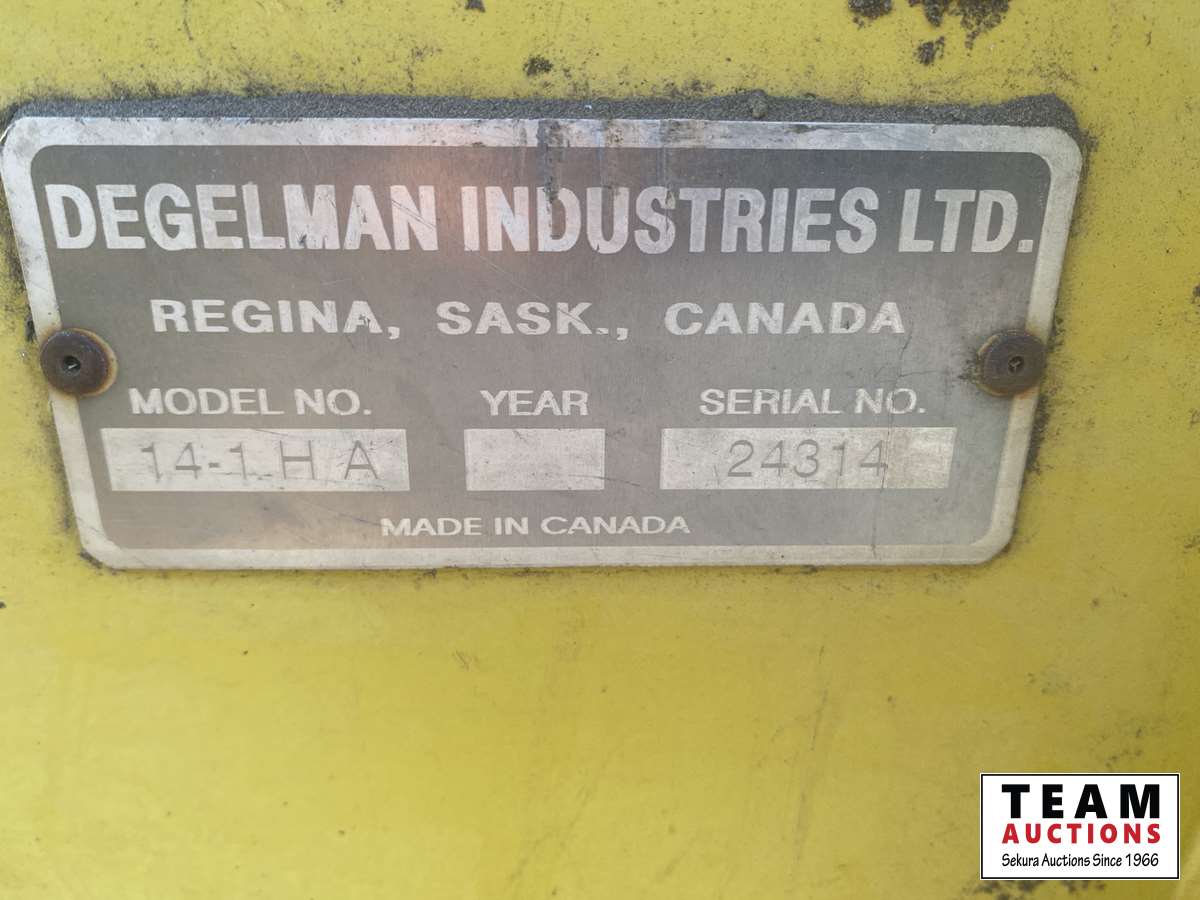 DEGELMAN INDUSTRIES LTD.
REGINA, SASK., CANADA
MODEL NO. YEAR SERIAL NO.
14-1 H A 24314
MADE IN CANADA
TEAM
AUCTIONS
Sekura Auctions Since 1966